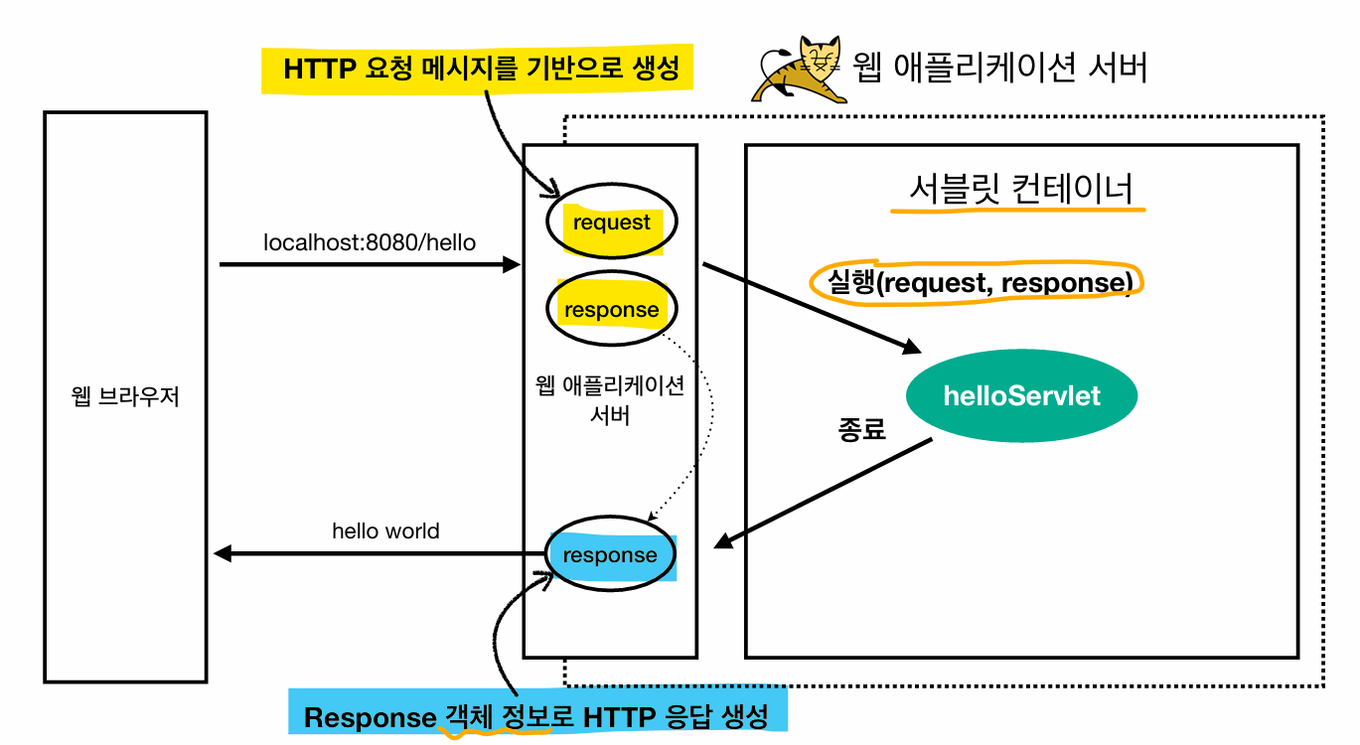 HTTP 요청 메시지를 기반으로 생성
웹 애플리케이션 서버
서블릿 컨테이너
request
localhost:8080/hello
실행(request, response)
response
웹 브라우저
웹 애플리케이션
서버
helloServlet
종료
hello world
response
Response 객체 정보로 HTTP 응답 생성